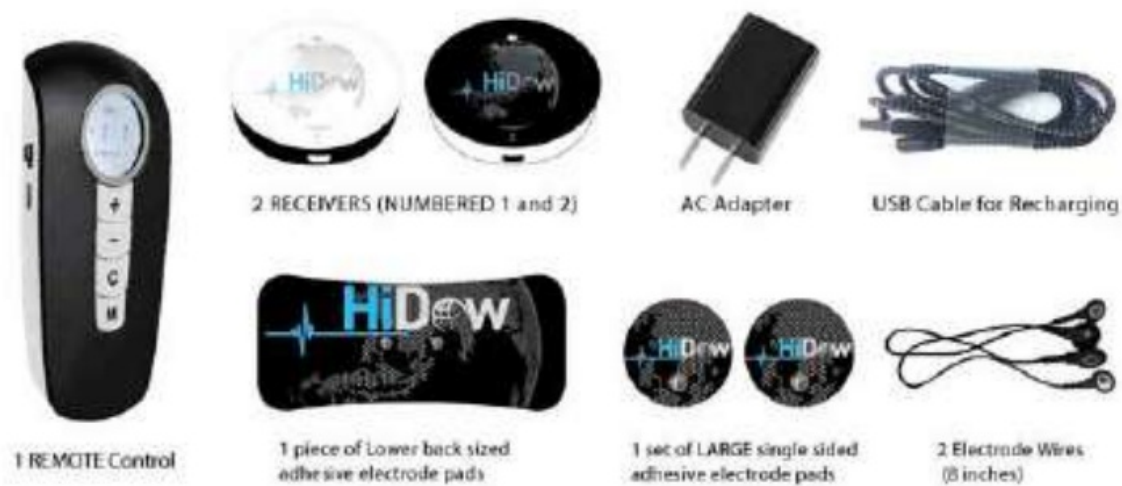 HiDow
HiDow
2 RECEIVERS (NUMBERED 1 and 2)
AC Adapter
USB Cable for Recharging
+
-
C
M
HiDow
HiDow
HiDow
1 REMOTE Control
1 piece of Lower back sized
adhesive electrode pads
1 set of LARGE single sided
adhesive electrode pads
2 Electrode Wires
(8 inches)